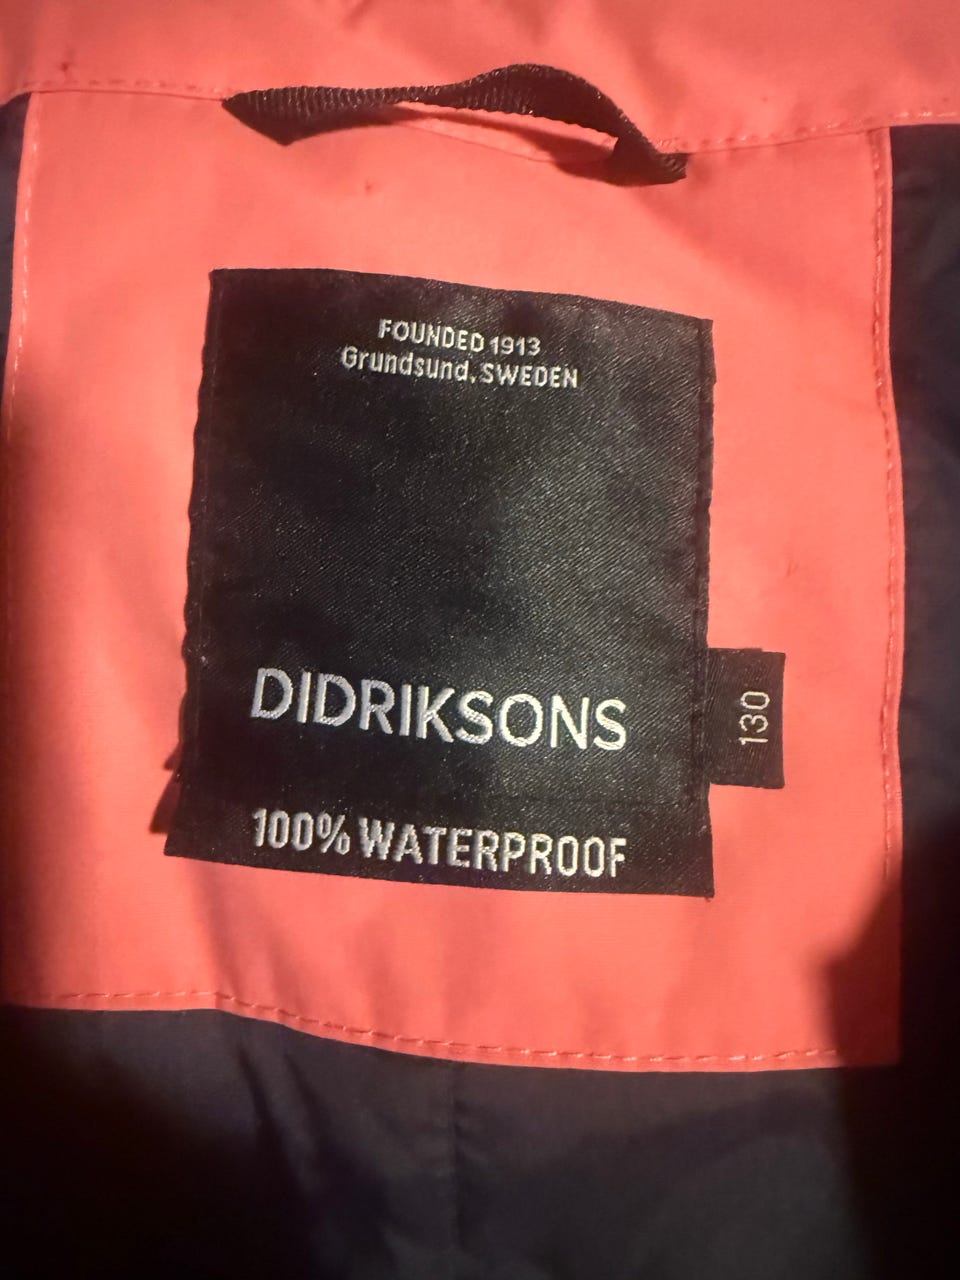 FOUNDED 1913
Grundsund, SWEDEN
DIDRIKSONS
130
100% WATERPROOF